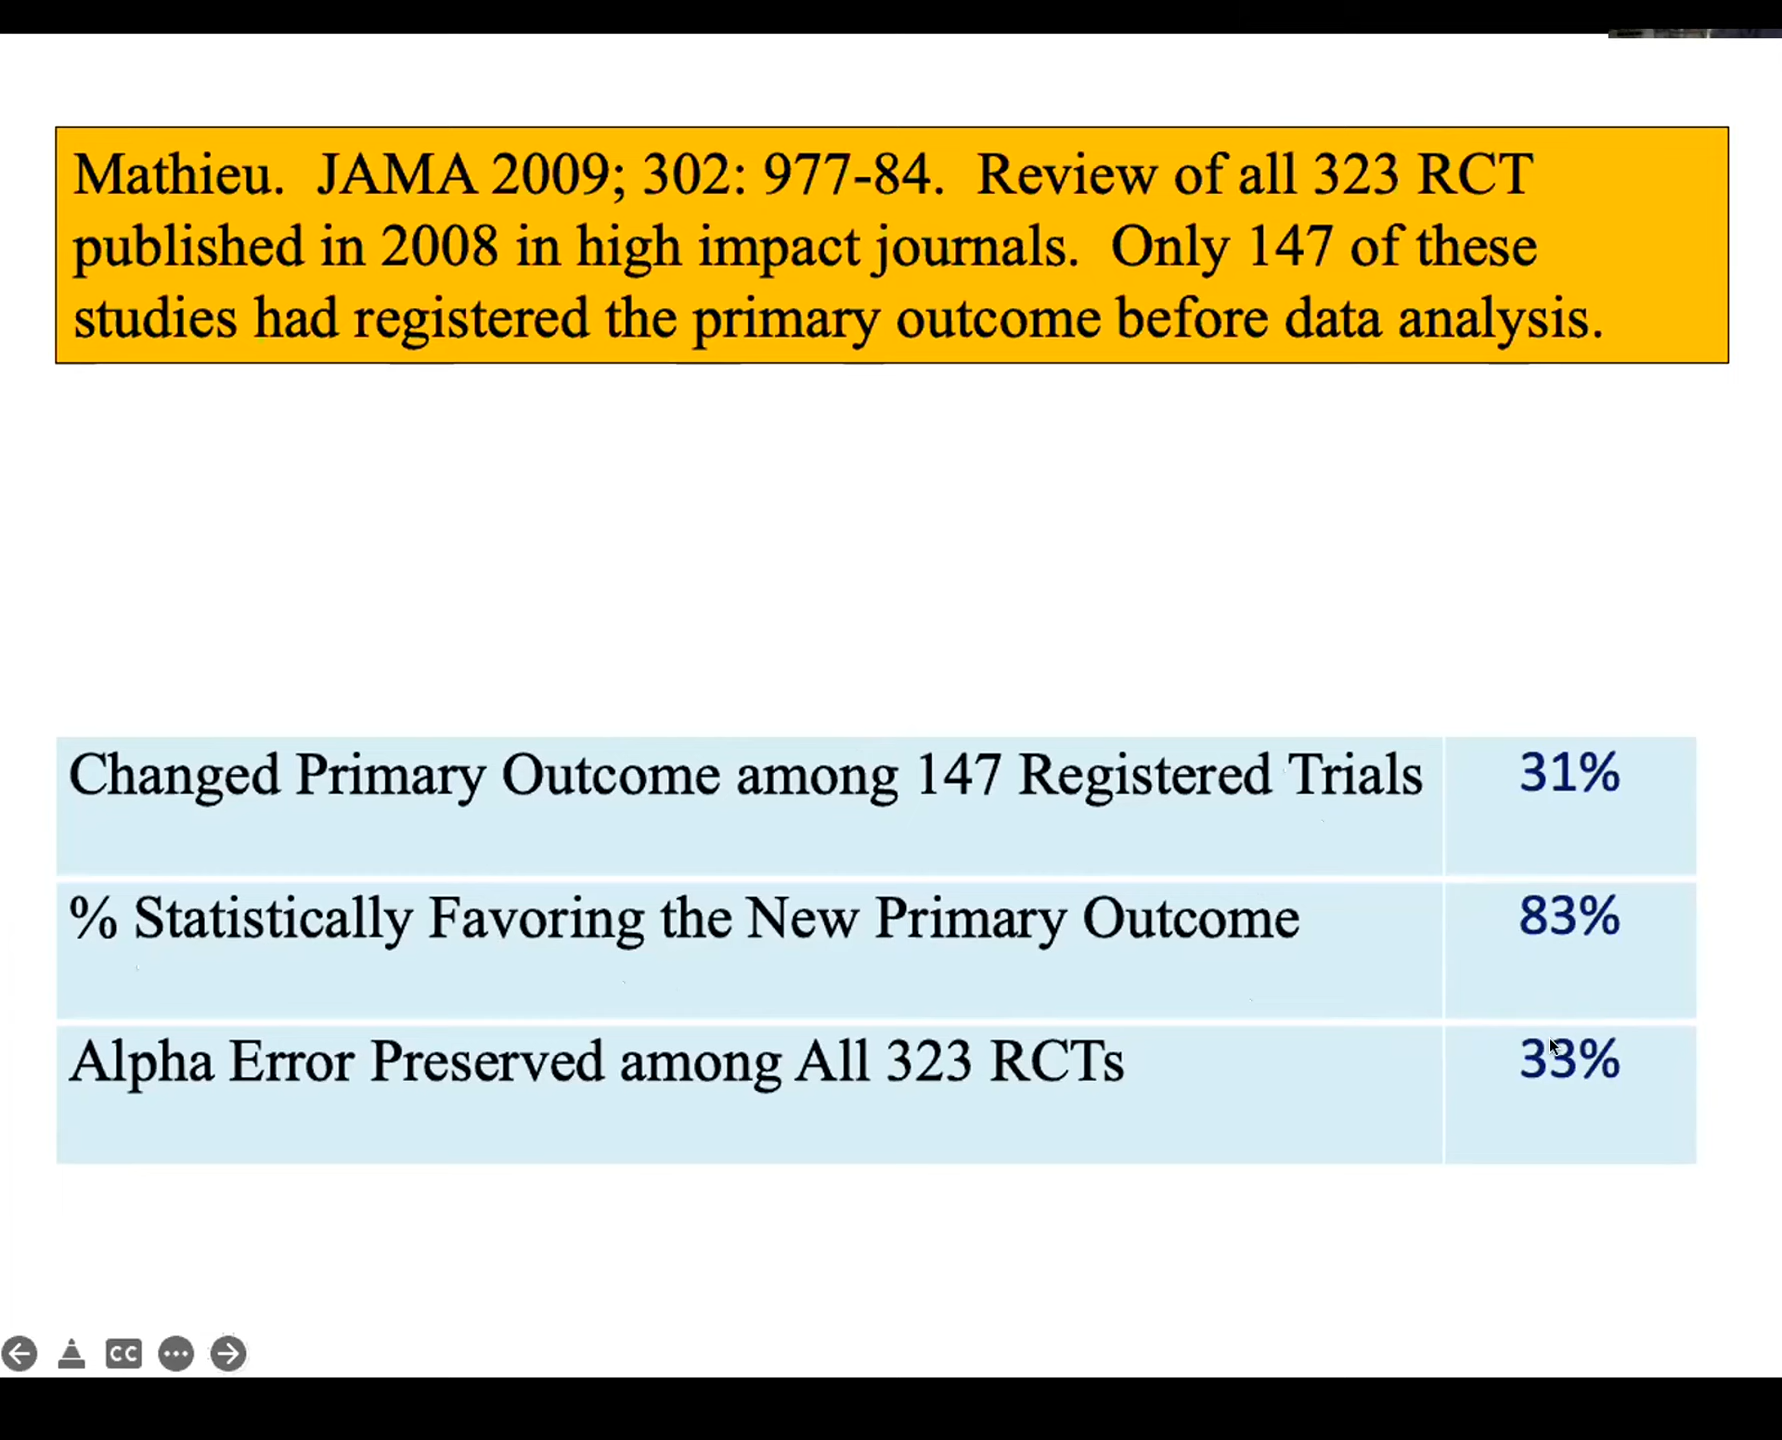 Mathieu. JAMA 2009; 302: 977-84. Review of all 323 RCT
published in 2008 in high impact journals. Only 147 of these
studies had registered the primary outcome before data analysis.
Changed Primary Outcome among 147 Registered Trials 31%
% Statistically Favoring the New Primary Outcome 83%
Alpha Error Preserved among All 323 RCTs 33%
CC